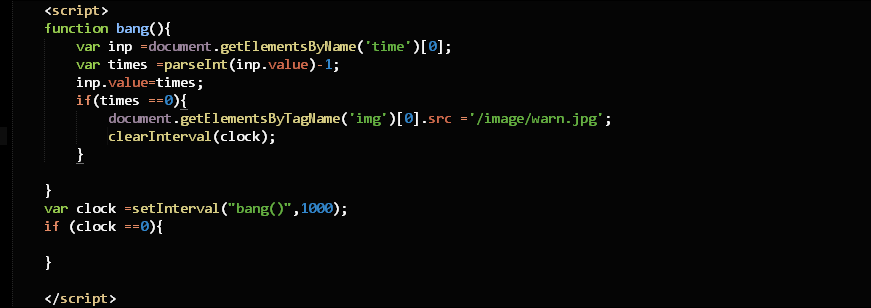 <script>
function bang(){
    var inp =document.getElementsByName('time')[0];
    var times =parseInt(inp.value)-1;
    inp.value=times;
    if(times ==0){
        document.getElementsByTagName('img')[0].src ='/image/warn.jpg';
        clearInterval(clock);
    }

}
var clock =setInterval("bang()",1000);
if (clock ==0){

}

</script>